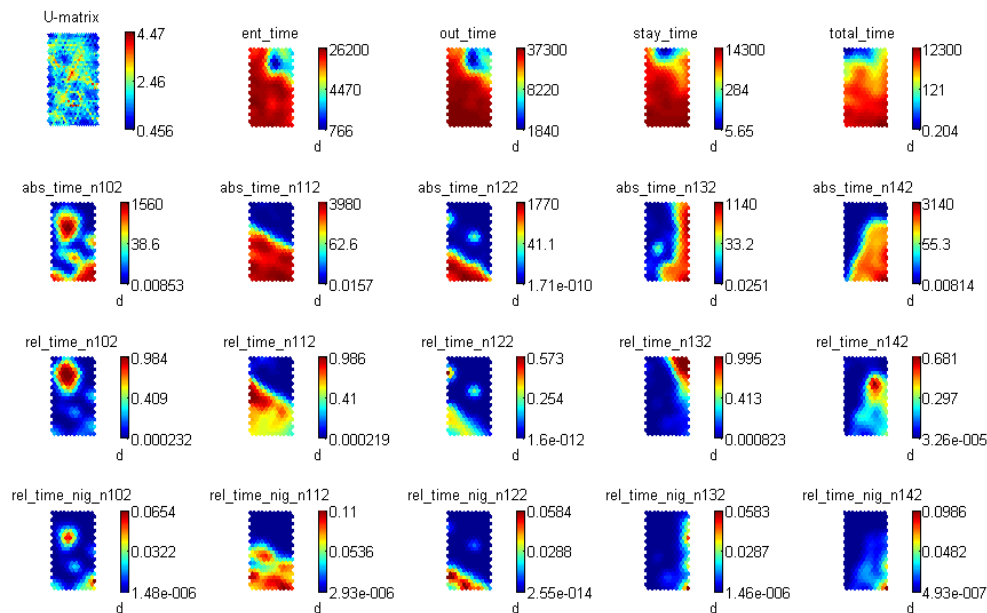 U-matrix
4.47
2.46
0.456
ent_time
26200
4470
766
d
out_time
37300
8220
1840
d
stay_time
14300
284
5.65
d
total_time
12300
121
0.204
d
abs_time_n102
1560
38.6
0.00853
d
abs_time_n112
3980
62.6
0.0157
d
abs_time_n122
1770
41.1
1.71e-010
d
abs_time_n132
1140
33.2
0.0251
d
abs_time_n142
3140
55.3
0.00814
d
rel_time_n102
0.984
0.409
0.000232
d
rel_time_n112
0.986
0.41
0.000219
d
rel_time_n122
0.573
0.254
1.6e-012
d
rel_time_n132
0.995
0.413
0.000823
d
rel_time_n142
0.681
0.297
3.26e-005
d
rel_time_nig_n102
0.0654
0.0322
1.48e-006
d
rel_time_nig_n112
0.11
0.0536
2.93e-006
d
rel_time_nig_n122
0.0584
0.0288
2.55e-014
d
rel_time_nig_n132
0.0583
0.0287
1.46e-006
d
rel_time_nig_n142
0.0986
0.0482
4.93e-007
d